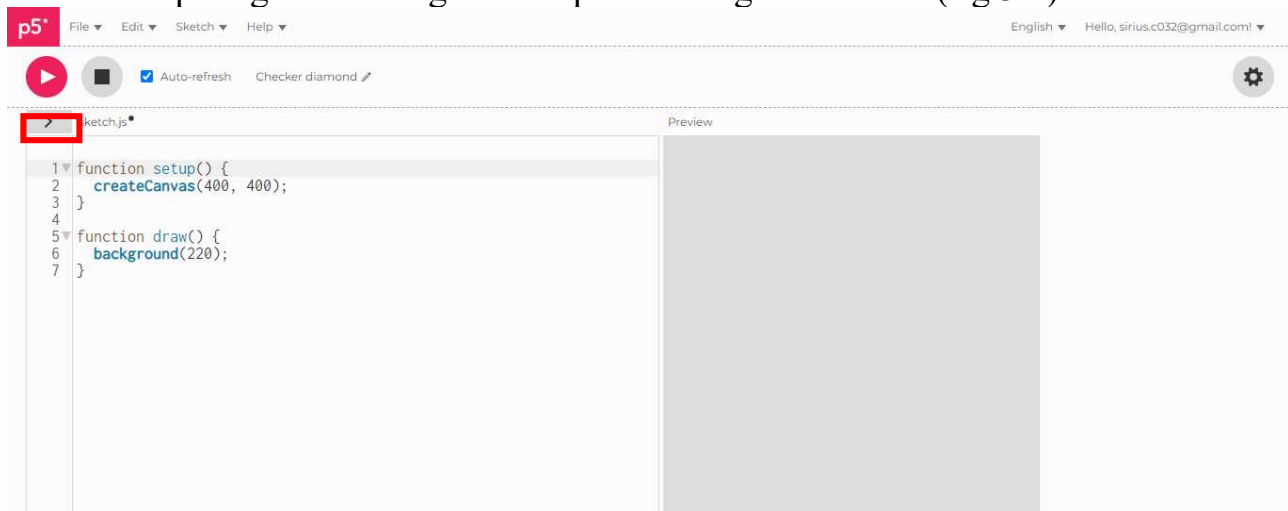 p5* File Edit Sketch Help English Hello, sirius.c032@gmail.com!
Auto-refresh Checker diamond
sketch.js Preview
1 function setup() {
2 createCanvas(400, 400);
3 }
4
5 function draw() {
6 background(220);
7 }